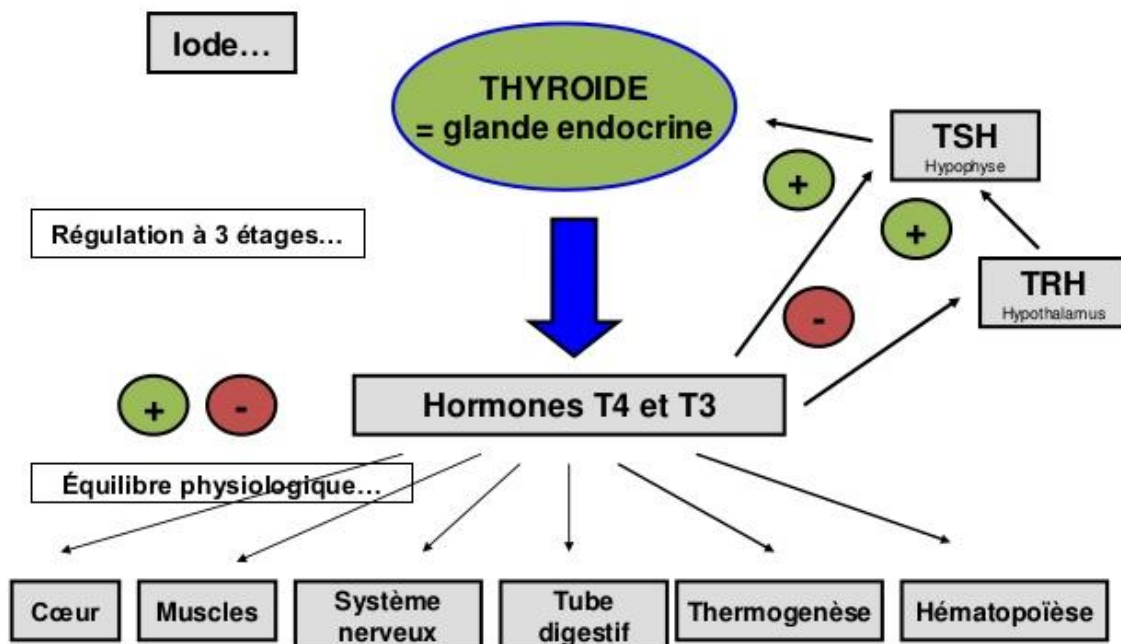 Iode…
THYROIDE
= glande endocrine
TSH
Hypophyse
+
Régulation à 3 étages…
+
TRH
Hypothalamus
-
Hormones T4 et T3
+ -
Équilibre physiologique…
Cœur
Muscles
Système
nerveux
Tube
digestif
Thermogenèse
Hématopoïèse